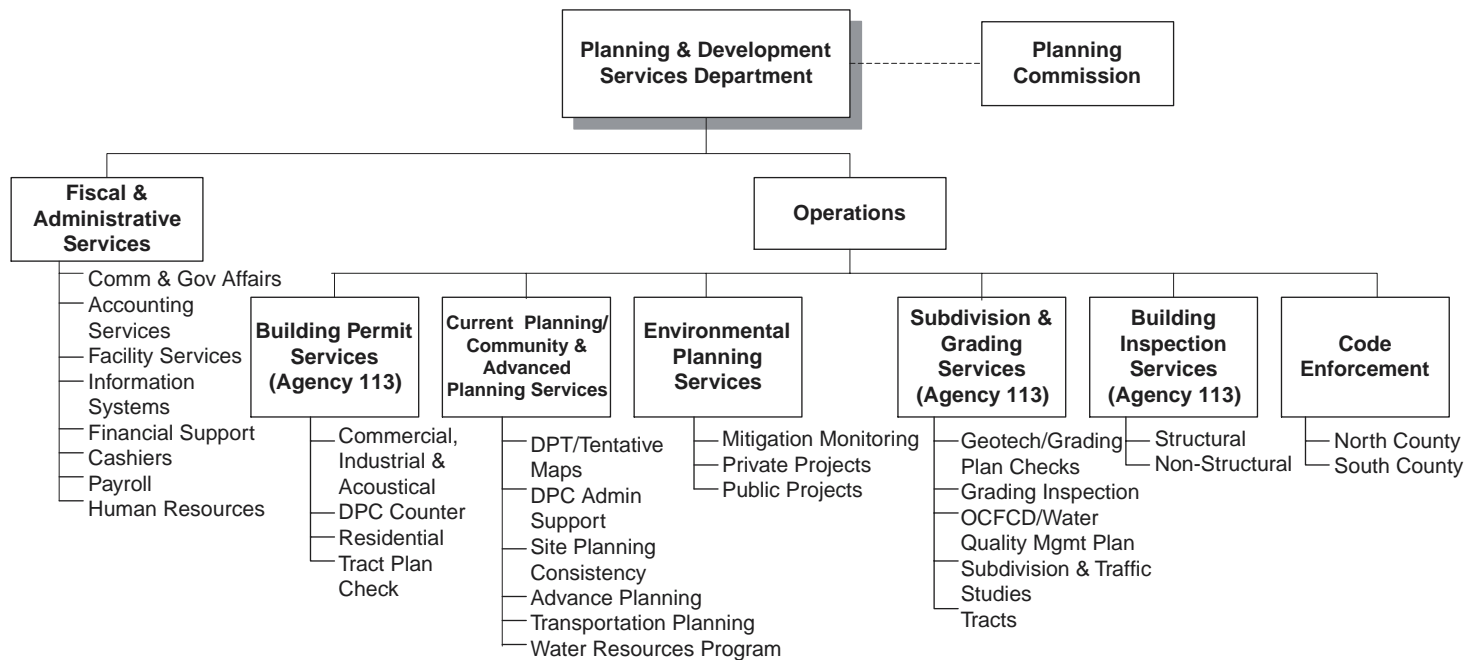 Planning & Development
Services Department
Planning
Commission
Fiscal &
Administrative
Services
Operations
Comm & Gov Affairs
Accounting
Services
Facility Services
Information
Systems
Financial Support
Cashiers
Payroll
Human Resources
Building Permit
Services
(Agency 113)
Commercial,
Industrial &
Acoustical
DPC Counter
Residential
Tract Plan
Check
Current Planning/
Community &
Advanced
Planning Services
DPT/Tentative
Maps
DPC Admin
Support
Site Planning
Consistency
Advance Planning
Transportation Planning
Water Resources Program
Environmental
Planning
Services
Mitigation Monitoring
Private Projects
Public Projects
Subdivision &
Grading
Services
(Agency 113)
Geotech/Grading
Plan Checks
Grading Inspection
OCFCD/Water
Quality Mgmt Plan
Subdivision & Traffic
Studies
Tracts
Building
Inspection
Services
(Agency 113)
Structural
Non-Structural
Code
Enforcement
North County
South County